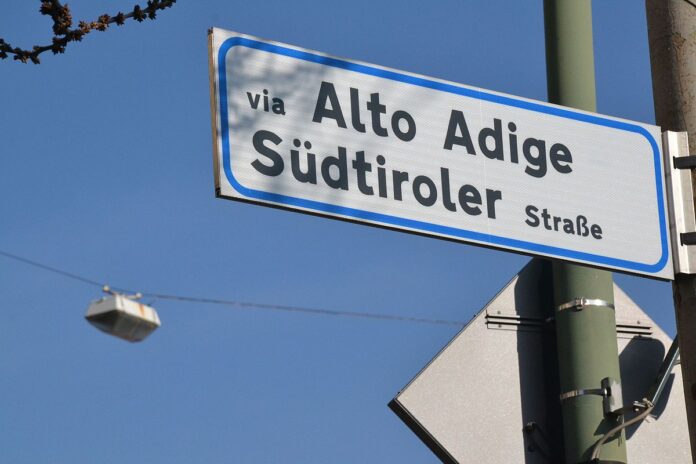 via Alto Adige
Südtiroler Straße